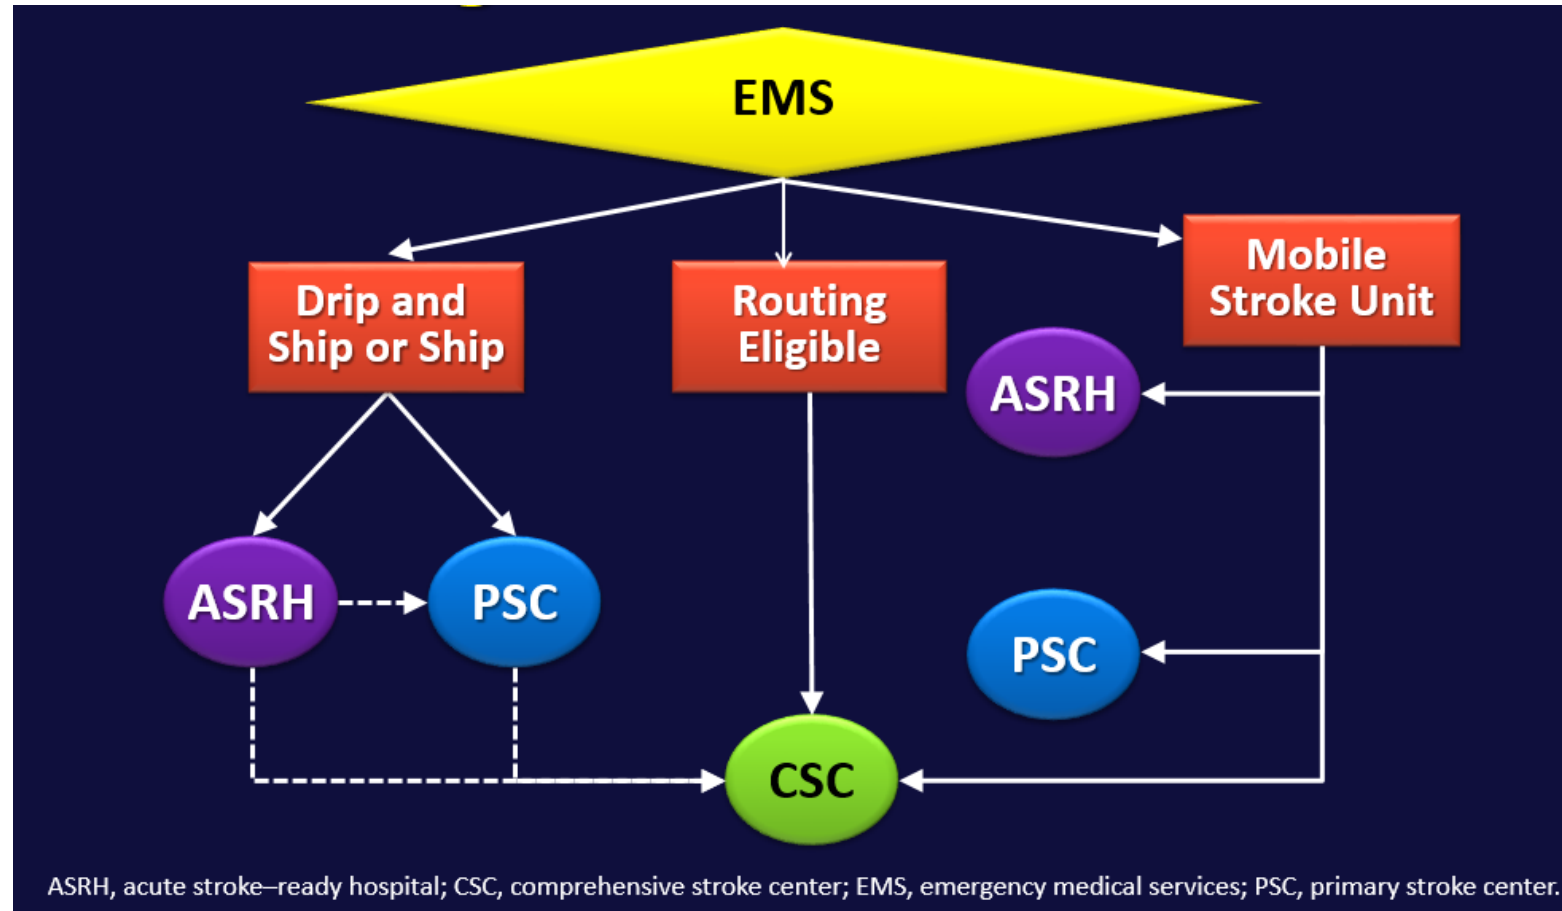 EMS
Drip and
Ship or Ship
Routing
Eligible
Mobile
Stroke Unit
ASRH
ASRH
PSC
PSC
CSC
ASRH, acute stroke–ready hospital; CSC, comprehensive stroke center; EMS, emergency medical services; PSC, primary stroke center.